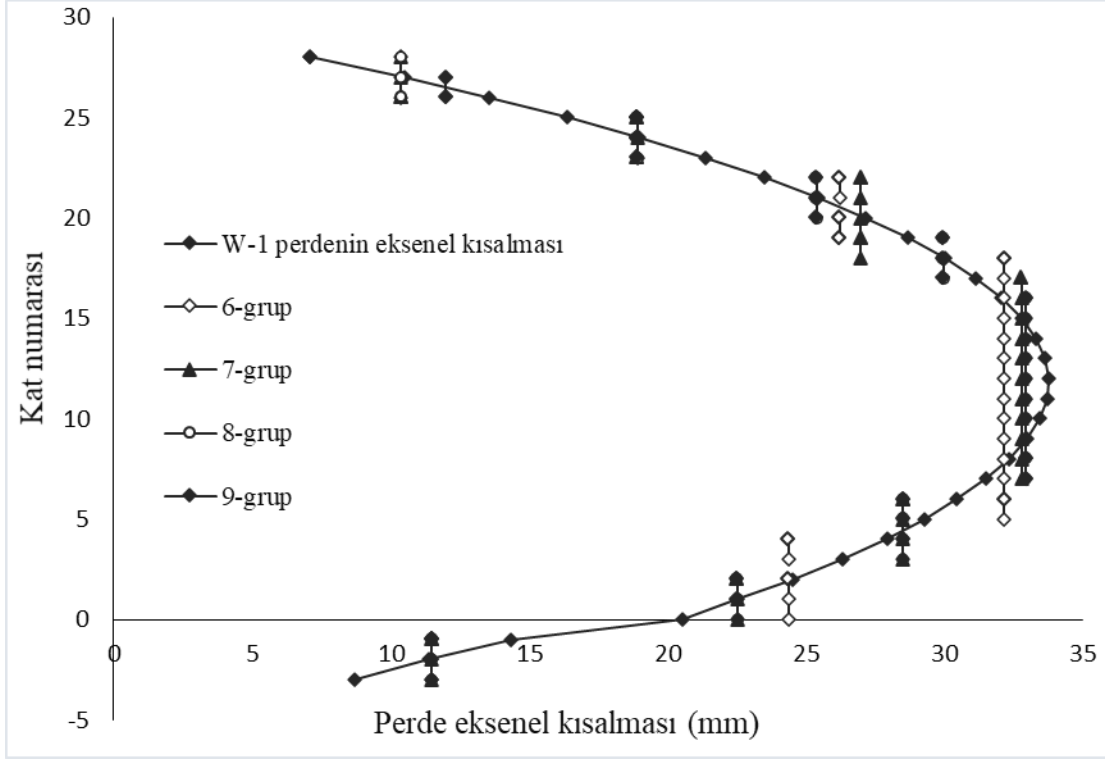 30
25
20
15
10
5
0
-5
Kat numarası
W-1 perdenin eksenel kısalması
6-grup
7-grup
8-grup
9-grup
0 5 10 15 20 25 30 35
Perde eksenel kısalması (mm)